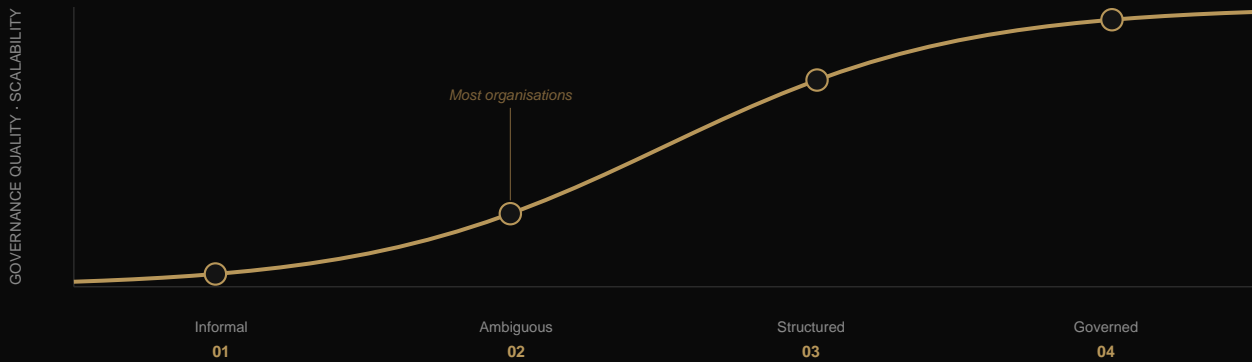 GOVERNANCE QUALITY · SCALABILITY
Most organisations
Informal
01
Ambiguous
02
Structured
03
Governed
04